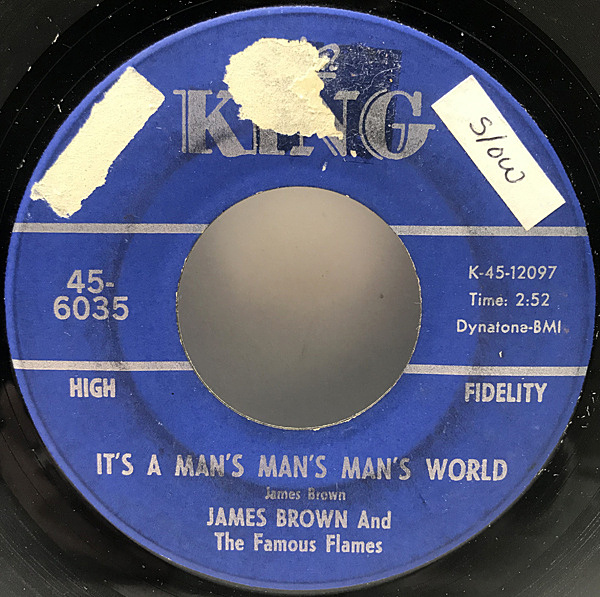 KING
Slow
45-
6035
K-45-12097
Time: 2:52
Dynatone-BMI
HIGH
FIDELITY
IT'S A MAN'S MAN'S MAN'S WORLD
James Brown
JAMES BROWN And
The Famous Flames